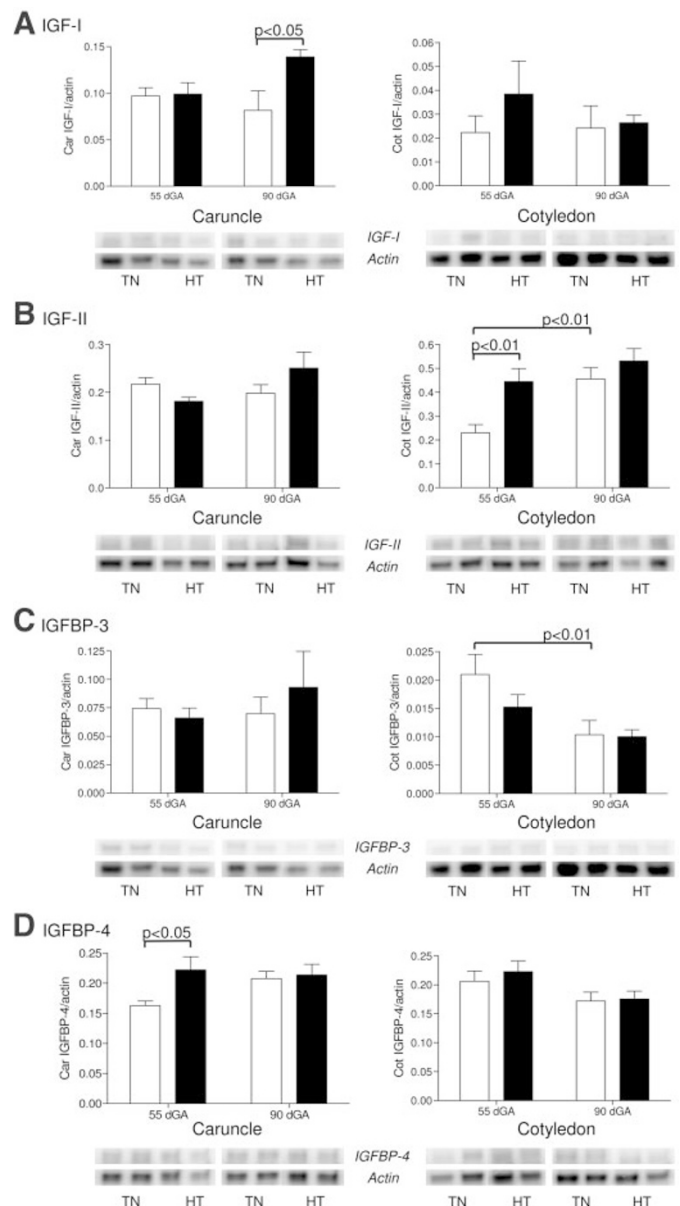 A IGF-I
p<0.05
0.15
0.10
0.05
0.00
Car IGF-I/actin
55 dGA 90 dGA
Caruncle
0.06
0.05
0.04
0.03
0.02
0.01
0.00
Cot IGF-I/actin
55 dGA 90 dGA
Cotyledon
IGF-I
Actin
TN HT TN HT TN HT TN HT
B IGF-II
0.3
0.2
0.1
0.0
Car IGF-II/actin
55 dGA 90 dGA
Caruncle
p<0.01
p<0.01
0.6
0.5
0.4
0.3
0.2
0.1
0.0
Cot IGF-II/actin
55 dGA 90 dGA
Cotyledon
IGF-II
Actin
TN HT TN HT TN HT TN HT
C IGFBP-3
0.125
0.100
0.075
0.050
0.025
0.000
Car IGFBP-3/actin
55 dGA 90 dGA
Caruncle
p<0.01
0.025
0.020
0.015
0.010
0.005
0.000
Cot IGFBP-3/actin
55 dGA 90 dGA
Cotyledon
IGFBP-3
Actin
TN HT TN HT TN HT TN HT
D IGFBP-4
p<0.05
0.25
0.20
0.15
0.10
0.05
0.00
Car IGFBP-4/actin
55 dGA 90 dGA
Caruncle
0.25
0.20
0.15
0.10
0.05
0.00
Cot IGFBP-4/actin
55 dGA 90 dGA
Cotyledon
IGFBP-4
Actin
TN HT TN HT TN HT TN HT